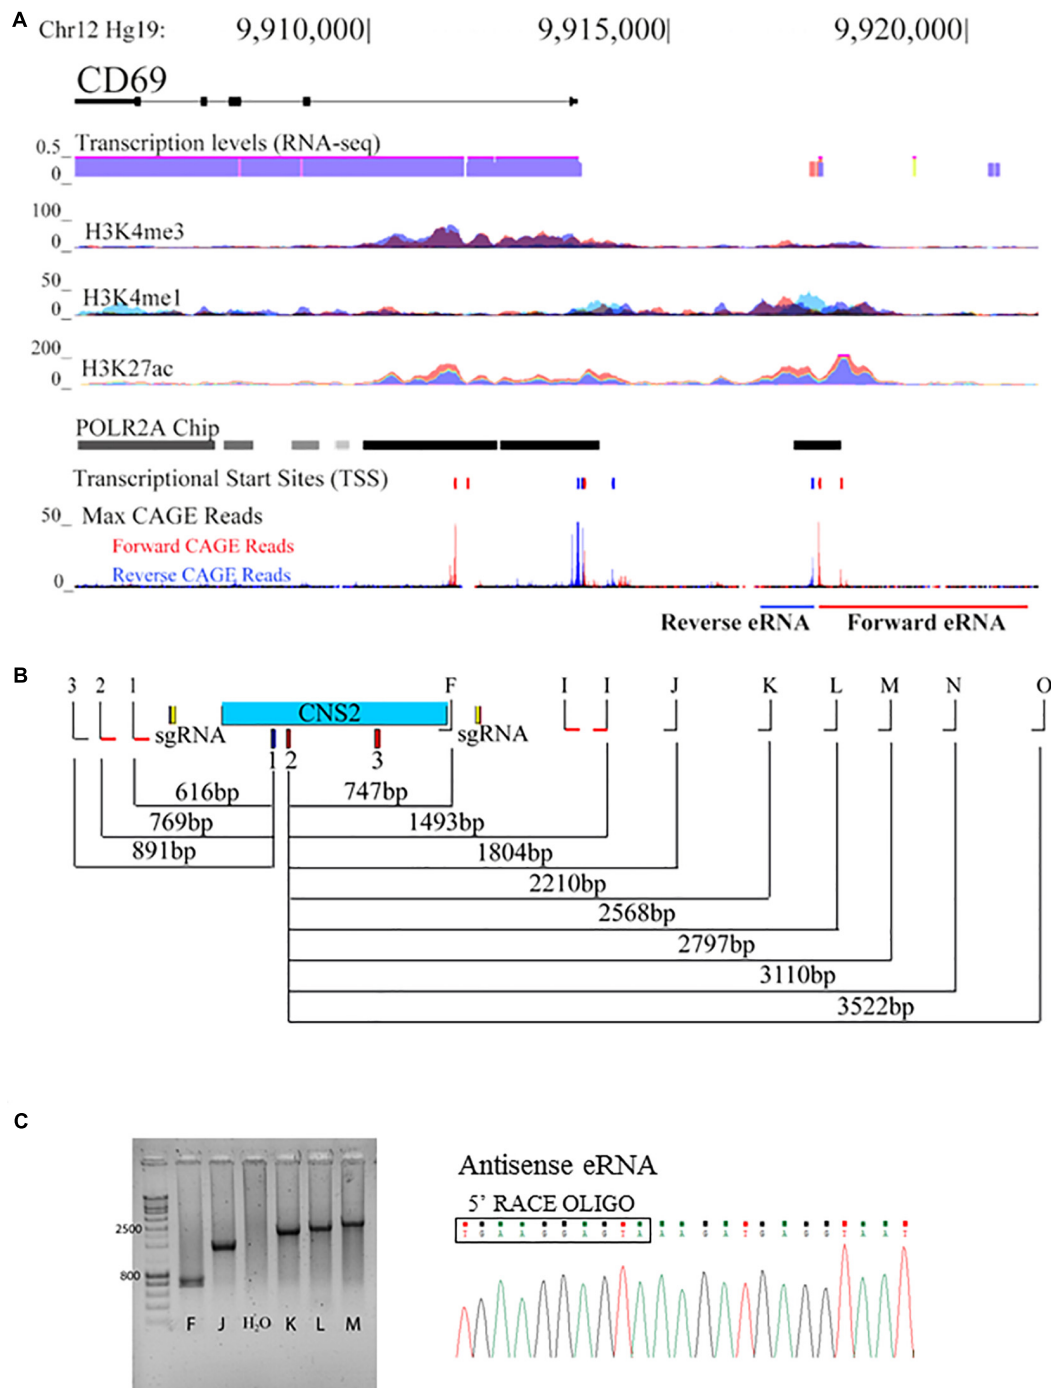 A
Chr12 Hg19: 9,910,000| 9,915,000| 9,920,000|
CD69
Transcription levels (RNA-seq)
0.5
0
100
H3K4me3
0
50
H3K4me1
0
200
H3K27ac
0
POLR2A Chip
Transcriptional Start Sites (TSS)
Max CAGE Reads
50
Forward CAGE Reads
Reverse CAGE Reads
0
Reverse eRNA Forward eRNA
B
3 2 1 F I I J K L M N O
CNS2
sgRNA sgRNA
1 2 3
616bp 747bp
769bp 1493bp
891bp 1804bp
2210bp
2568bp
2797bp
3110bp
3522bp
C
Antisense eRNA
5' RACE OLIGO
T G A A G G A G T A A G A T G A G G T A A T
2500
800
F J H2O K L M